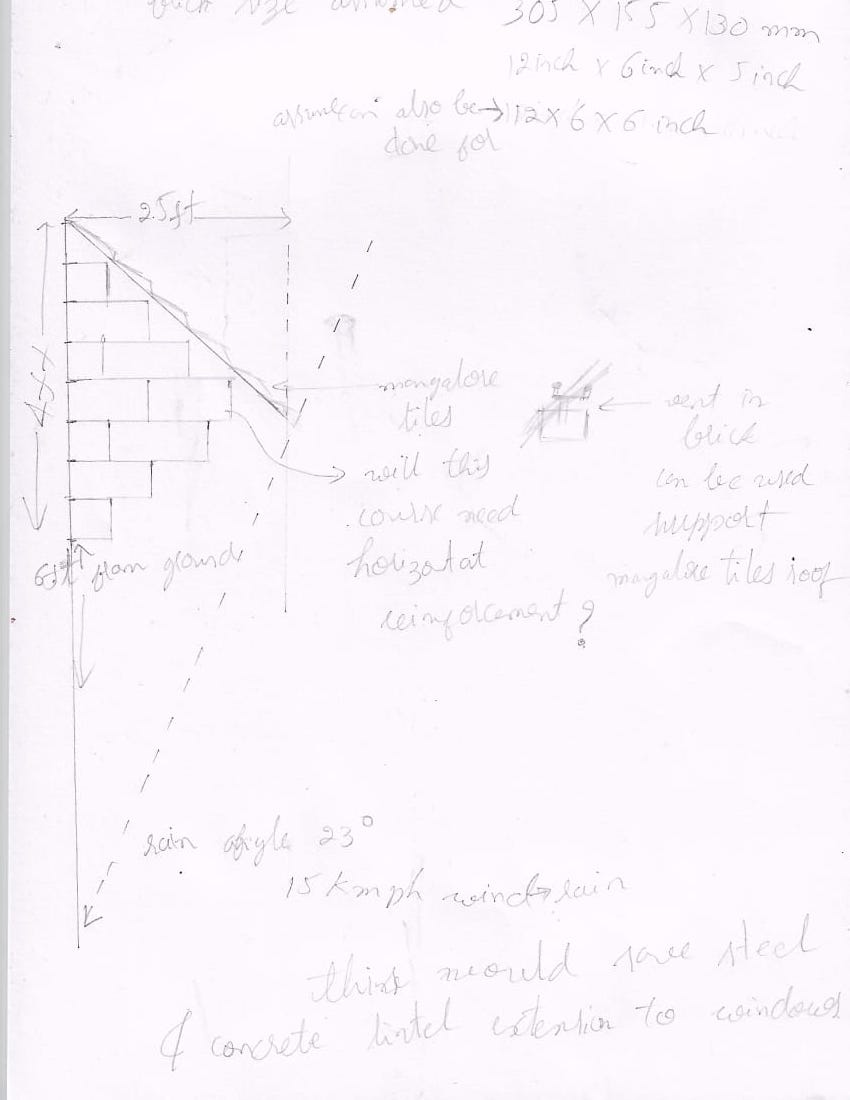 brick size assumed 305 X 155 X 130 mm
12 inch x 6 inch x 5 inch
also be → 12 X 6 X 6 inch
done for
2.5 ft
mangalore
tiles
will this
course need
horizontal
reinforcement ?
vent in
brick
can be used
support
mangalore tiles roof
6 ft from ground
rain angle 23°
15 Kmph wind rain
this would save steel
& concrete lintel extension to windows